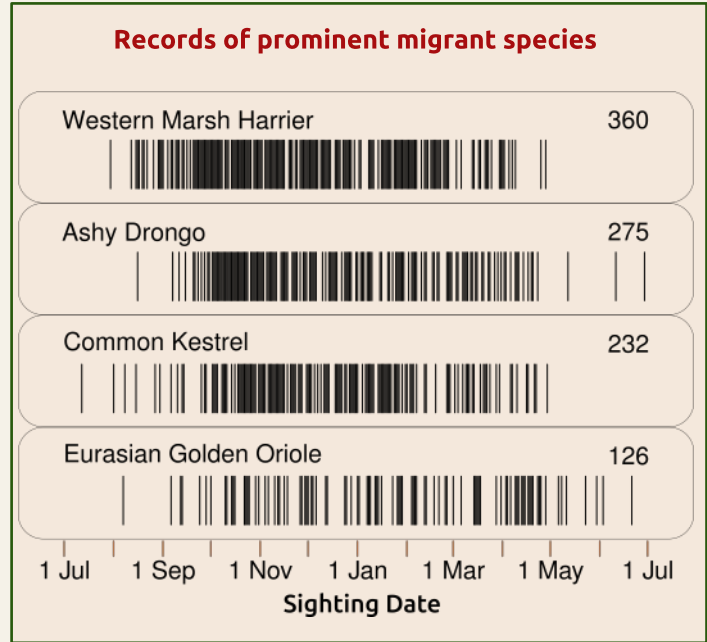 Records of prominent migrant species
Western Marsh Harrier 360
Ashy Drongo 275
Common Kestrel 232
Eurasian Golden Oriole 126
1 Jul 1 Sep 1 Nov 1 Jan 1 Mar 1 May 1 Jul
Sighting Date